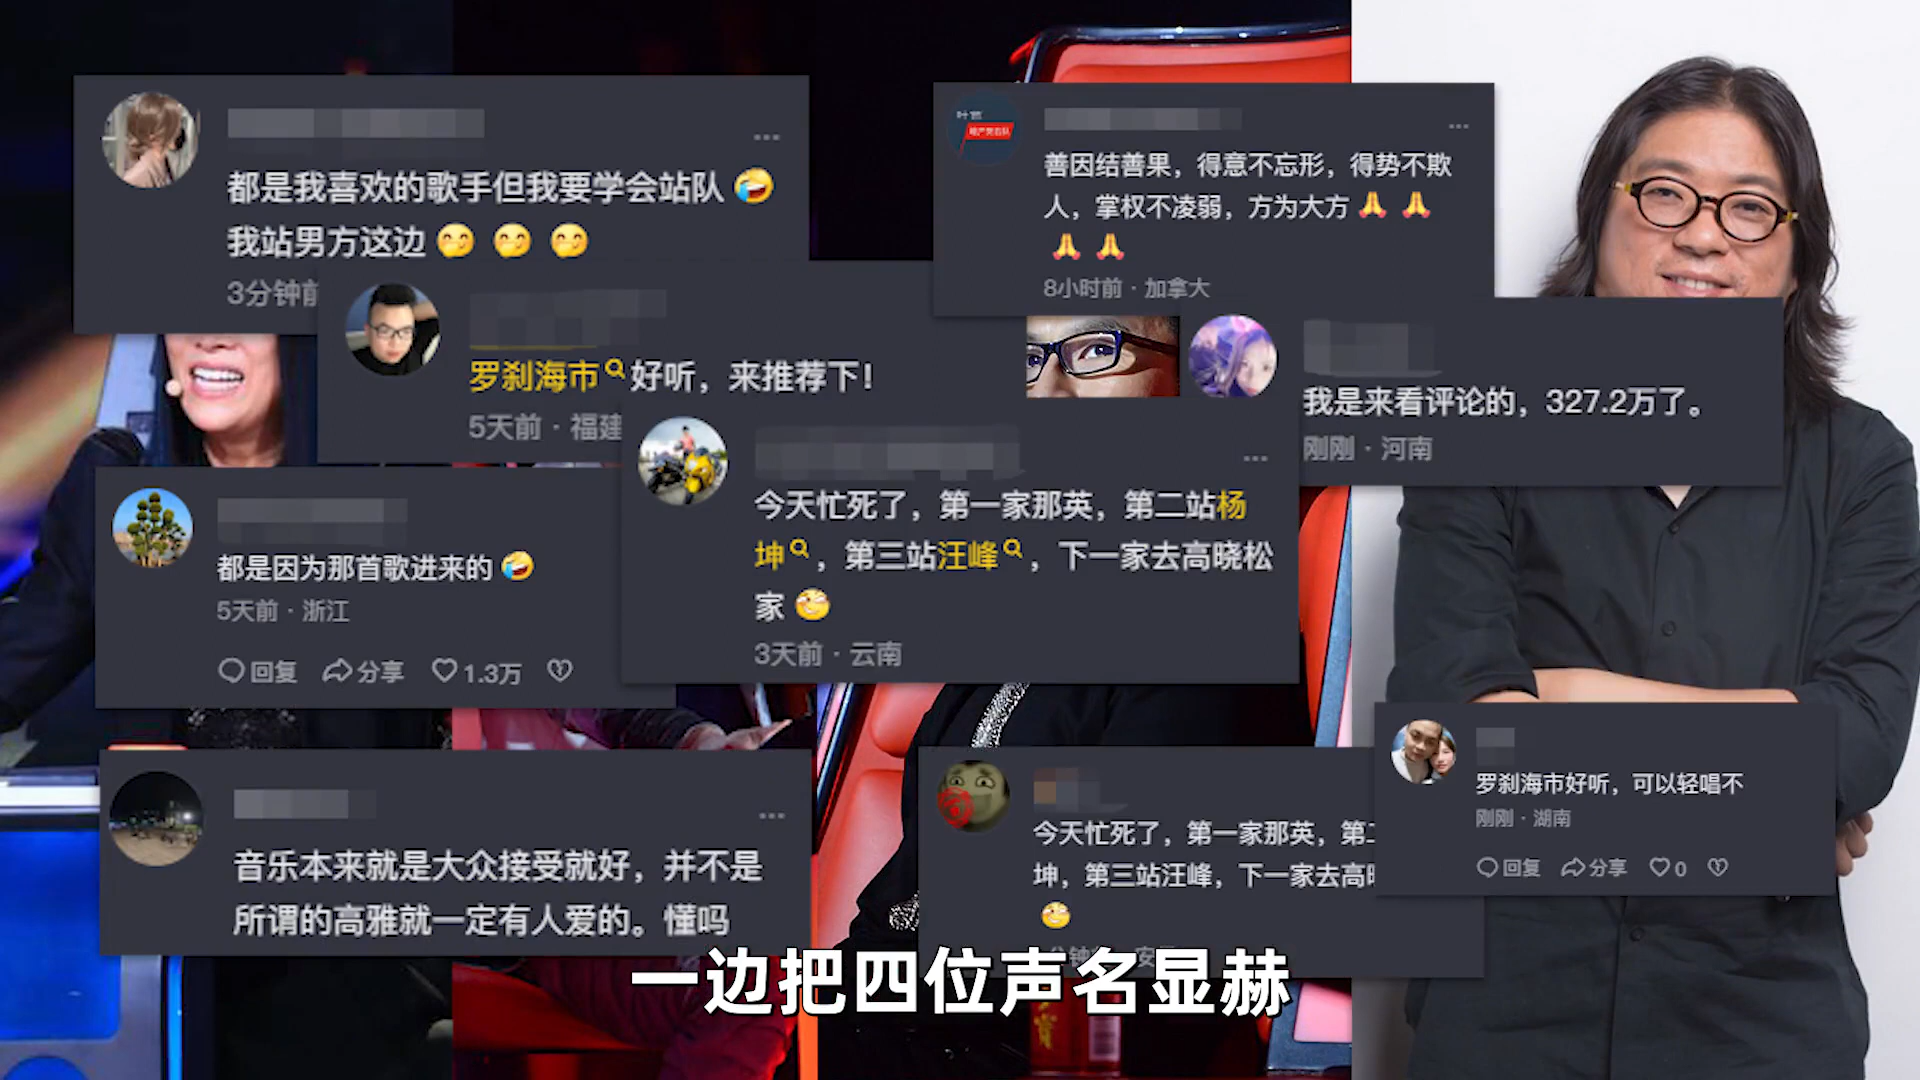 都是我喜欢的歌手但我要学会站队
我站男方这边
3分钟前
善因结善果，得意不忘形，得势不欺
人，掌权不凌弱，方为大方
8小时前·加拿大
罗刹海市 好听，来推荐下！
5天前·福建
我是来看评论的，327.2万了。
刚刚·河南
今天忙死了，第一家那英，第二站杨
坤，第三站汪峰，下一家去高晓松
家
3天前·云南
都是因为那首歌进来的
5天前·浙江
回复 分享 1.3万
罗刹海市好听，可以轻唱不
刚刚·湖南
回复 分享 0
音乐本来就是大众接受就好，并不是
所谓的高雅就一定有人爱的。懂吗
今天忙死了，第一家那英，第二
坤，第三站汪峰，下一家去高
一边把四位声名显赫